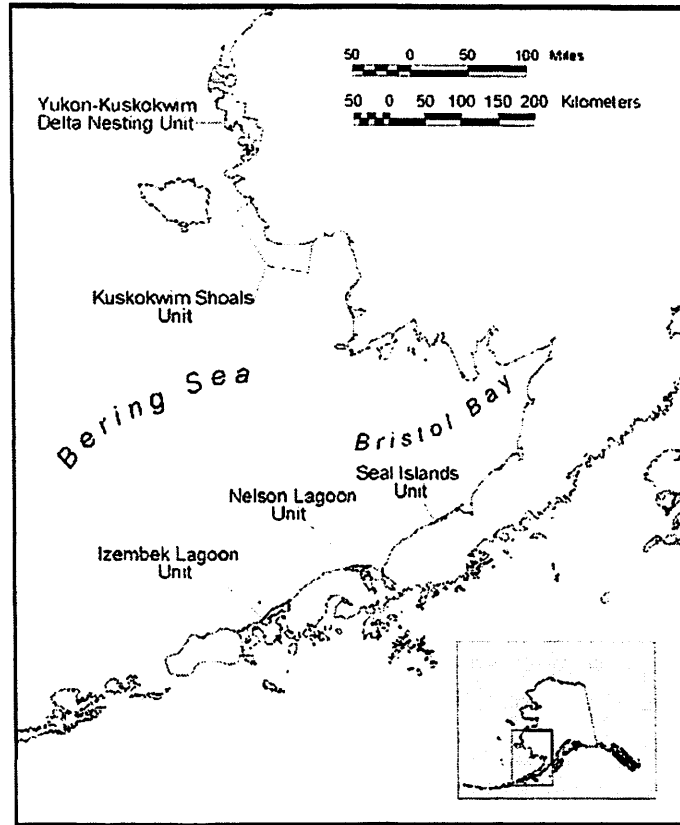 50 0 50 100 Miles
50 0 50 100 150 200 Kilometers
Yukon-Kuskokwim
Delta Nesting Unit
Kuskokwim Shoals
Unit
Bering Sea
Bristol Bay
Seal Islands
Unit
Nelson Lagoon
Unit
Izembek Lagoon
Unit